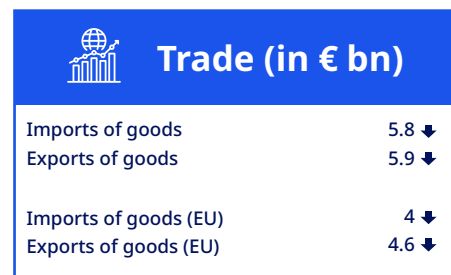 Trade (in € bn)
Imports of goods 5.8 🡇
Exports of goods 5.9 🡇
Imports of goods (EU) 4 🡇
Exports of goods (EU) 4.6 🡇